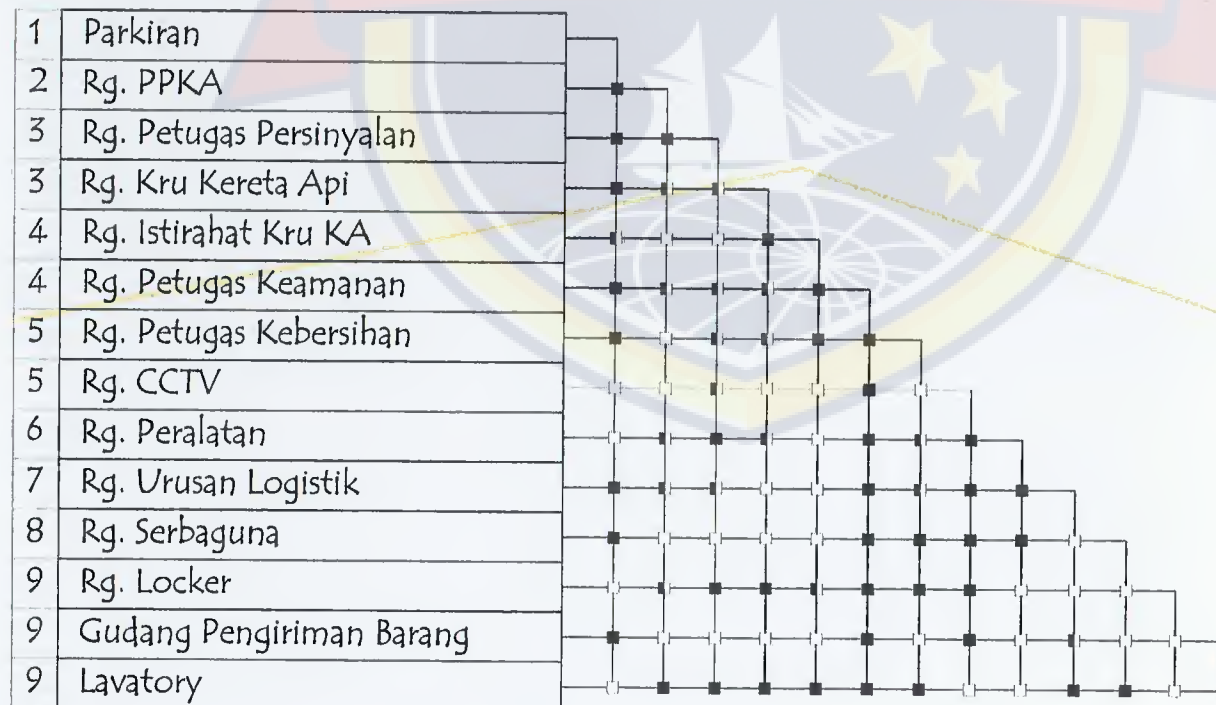 1 Parkiran
2 Rg. PPKA
3 Rg. Petugas Persinyalan
3 Rg. Kru Kereta Api
4 Rg. Istirahat Kru KA
4 Rg. Petugas Keamanan
5 Rg. Petugas Kebersihan
5 Rg. CCTV
6 Rg. Peralatan
7 Rg. Urusan Logistik
8 Rg. Serbaguna
9 Rg. Locker
9 Gudang Pengiriman Barang
9 Lavatory